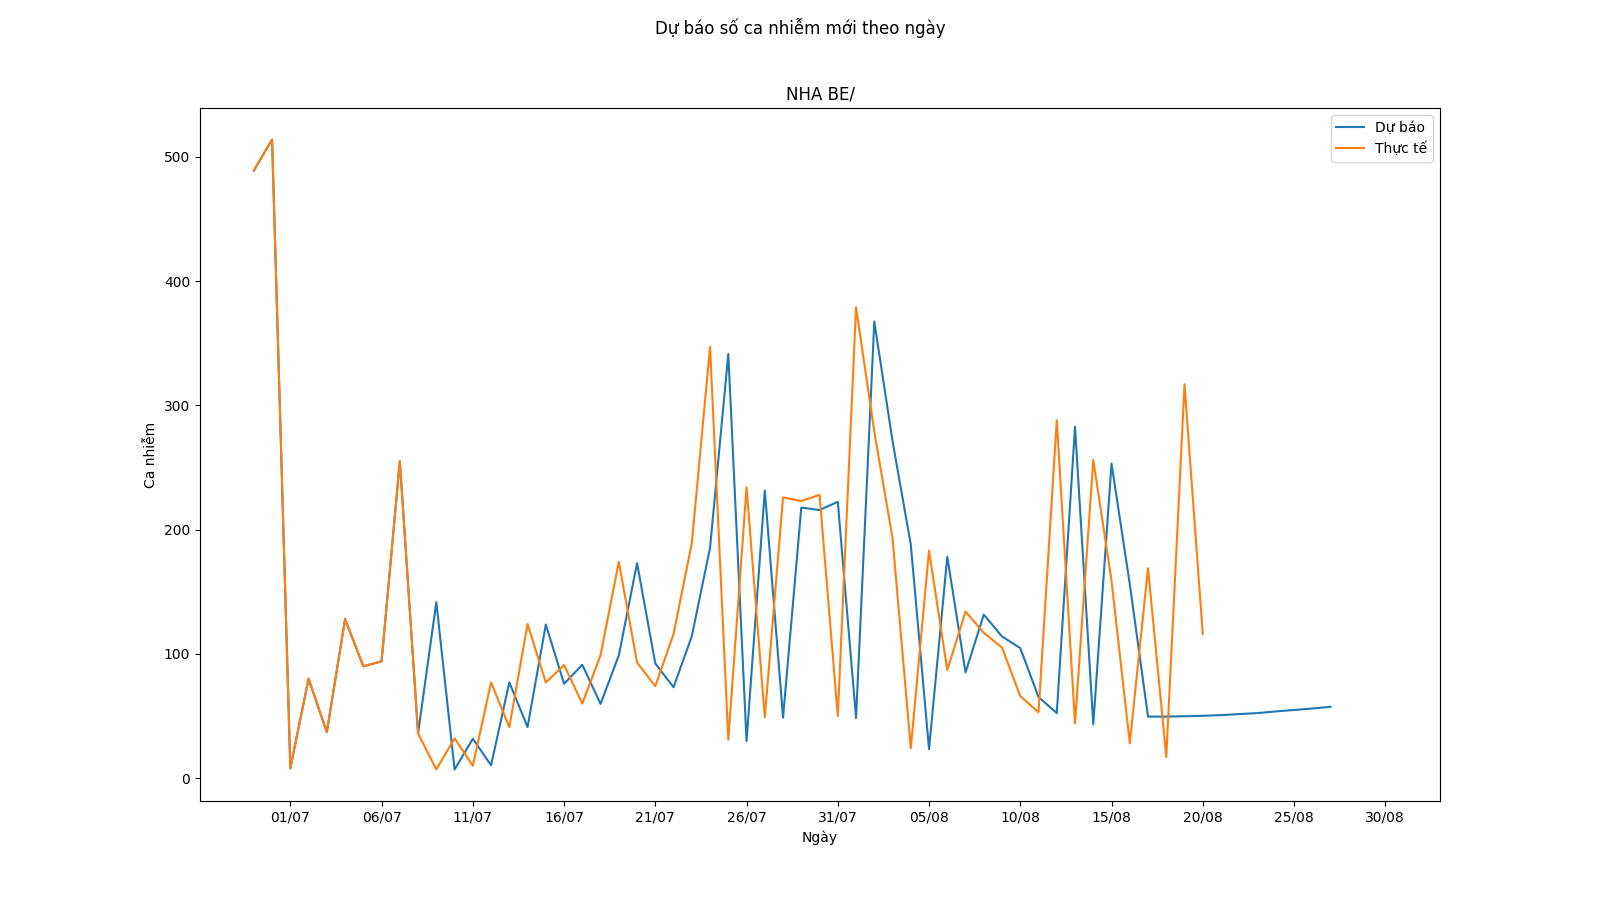 Dự báo số ca nhiễm mới theo ngày
NHA BE/
Dự báo
Thực tế
500
400
300
200
100
0
Ca nhiễm
01/07 06/07 11/07 16/07 21/07 26/07 31/07 05/08 10/08 15/08 20/08 25/08 30/08
Ngày